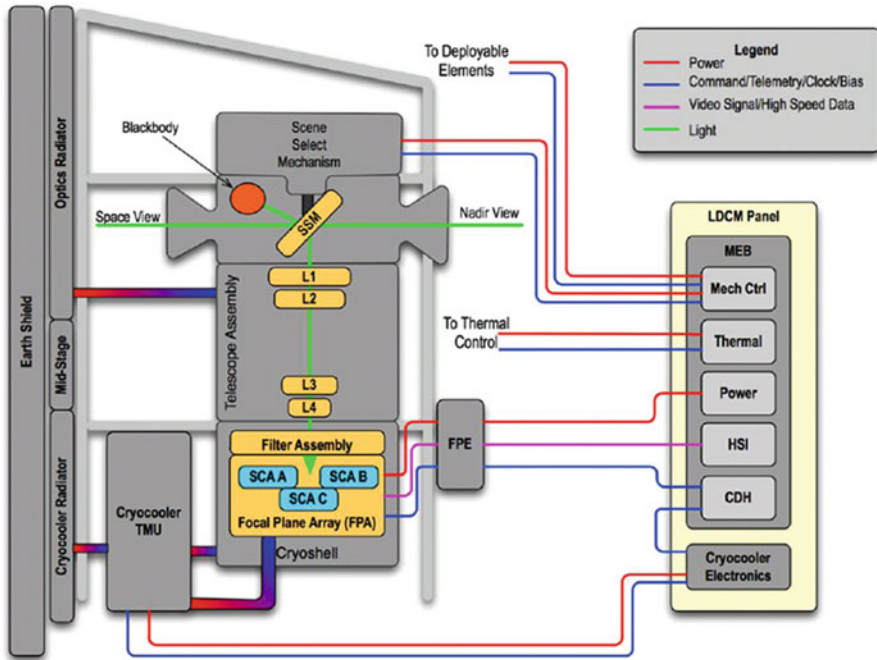 To Deployable
Elements
Legend
Power
Command/Telemetry/Clock/Bias
Video Signal/High Speed Data
Light
Earth Shield
Optics Radiator
Mid-Stage
Cryocooler Radiator
Blackbody
Scene
Select
Mechanism
Space View
SSM
Nadir View
L1
L2
Telescope Assembly
L3
L4
Filter Assembly
SCA A
SCA B
SCA C
Focal Plane Array (FPA)
Cryoshell
Cryocooler
TMU
FPE
To Thermal
Control
LDCM Panel
MEB
Mech Ctrl
Thermal
Power
HSI
CDH
Cryocooler
Electronics